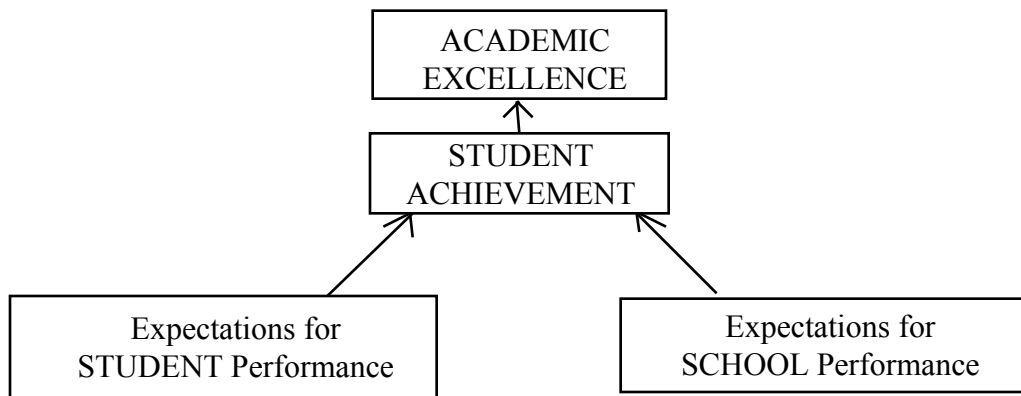 ACADEMIC
EXCELLENCE
STUDENT
ACHIEVEMENT
Expectations for
STUDENT Performance
Expectations for
SCHOOL Performance